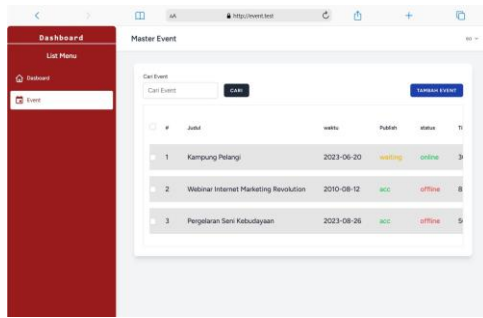 AA http://event.test
Dashboard
List Menu
Dashboard
Event
Master Event
Cari Event
Cari Event
CARI
TAMBAH EVENT
# Judul waktu Publish status
1 Kampung Pelangi 2023-06-20 waiting online
2 Webinar Internet Marketing Revolution 2010-08-12 acc offline
3 Pergelaran Seni Kebudayaan 2023-08-26 acc offline